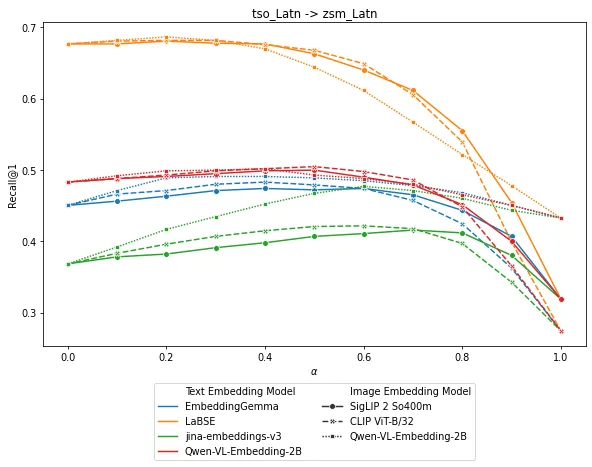 tso_Latn -> zsm_Latn
0.7
0.6
0.5
0.4
0.3
Recall@1
0.0 0.2 0.4 0.6 0.8 1.0
α
Text Embedding Model Image Embedding Model
EmbeddingGemma SigLIP 2 So400m
LaBSE CLIP ViT-B/32
jina-embeddings-v3 Qwen-VL-Embedding-2B
Qwen-VL-Embedding-2B